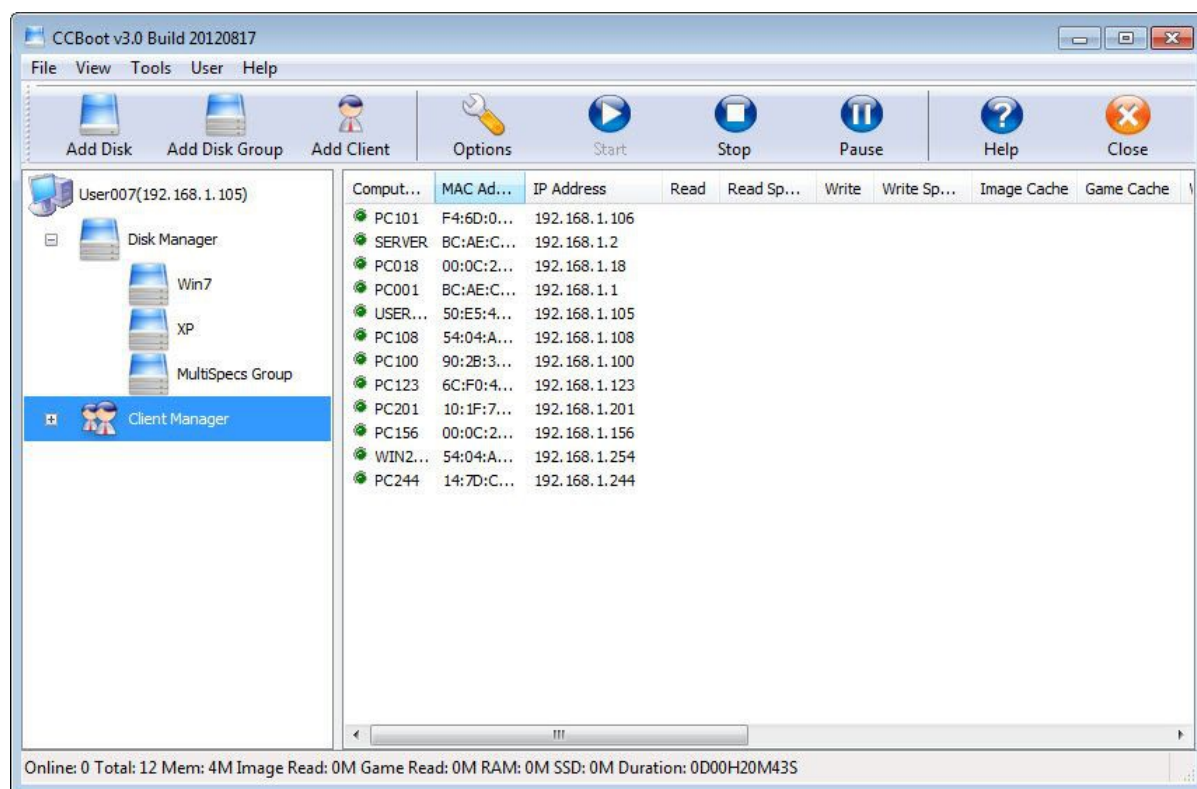 CCBoot v3.0 Build 20120817
File View Tools User Help
Add Disk Add Disk Group Add Client Options Start Stop Pause Help Close
User007(192.168.1.105)
Disk Manager
Win7
XP
MultiSpecs Group
Client Manager
Comput... MAC Ad... IP Address Read Read Sp... Write Write Sp... Image Cache Game Cache
PC101 F4:6D:0... 192.168.1.106
SERVER BC:AE:C... 192.168.1.2
PC018 00:0C:2... 192.168.1.18
PC001 BC:AE:C... 192.168.1.1
USER... 50:E5:4... 192.168.1.105
PC108 54:04:A... 192.168.1.108
PC100 90:2B:3... 192.168.1.100
PC123 6C:F0:4... 192.168.1.123
PC201 10:1F:7... 192.168.1.201
PC156 00:0C:2... 192.168.1.156
WIN2... 54:04:A... 192.168.1.254
PC244 14:7D:C... 192.168.1.244
Online: 0 Total: 12 Mem: 4M Image Read: 0M Game Read: 0M RAM: 0M SSD: 0M Duration: 0D00H20M43S